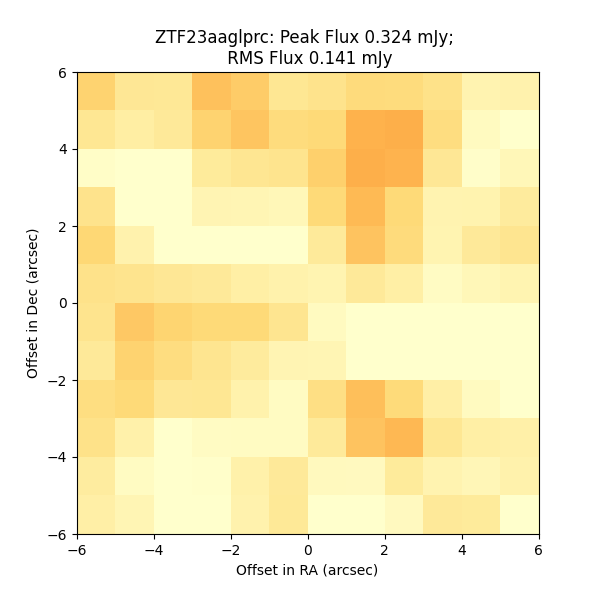 ZTF23aaglprc: Peak Flux 0.324 mJy;
RMS Flux 0.141 mJy
6
4
2
0
−2
−4
−6
Offset in Dec (arcsec)
−6 −4 −2 0 2 4 6
Offset in RA (arcsec)